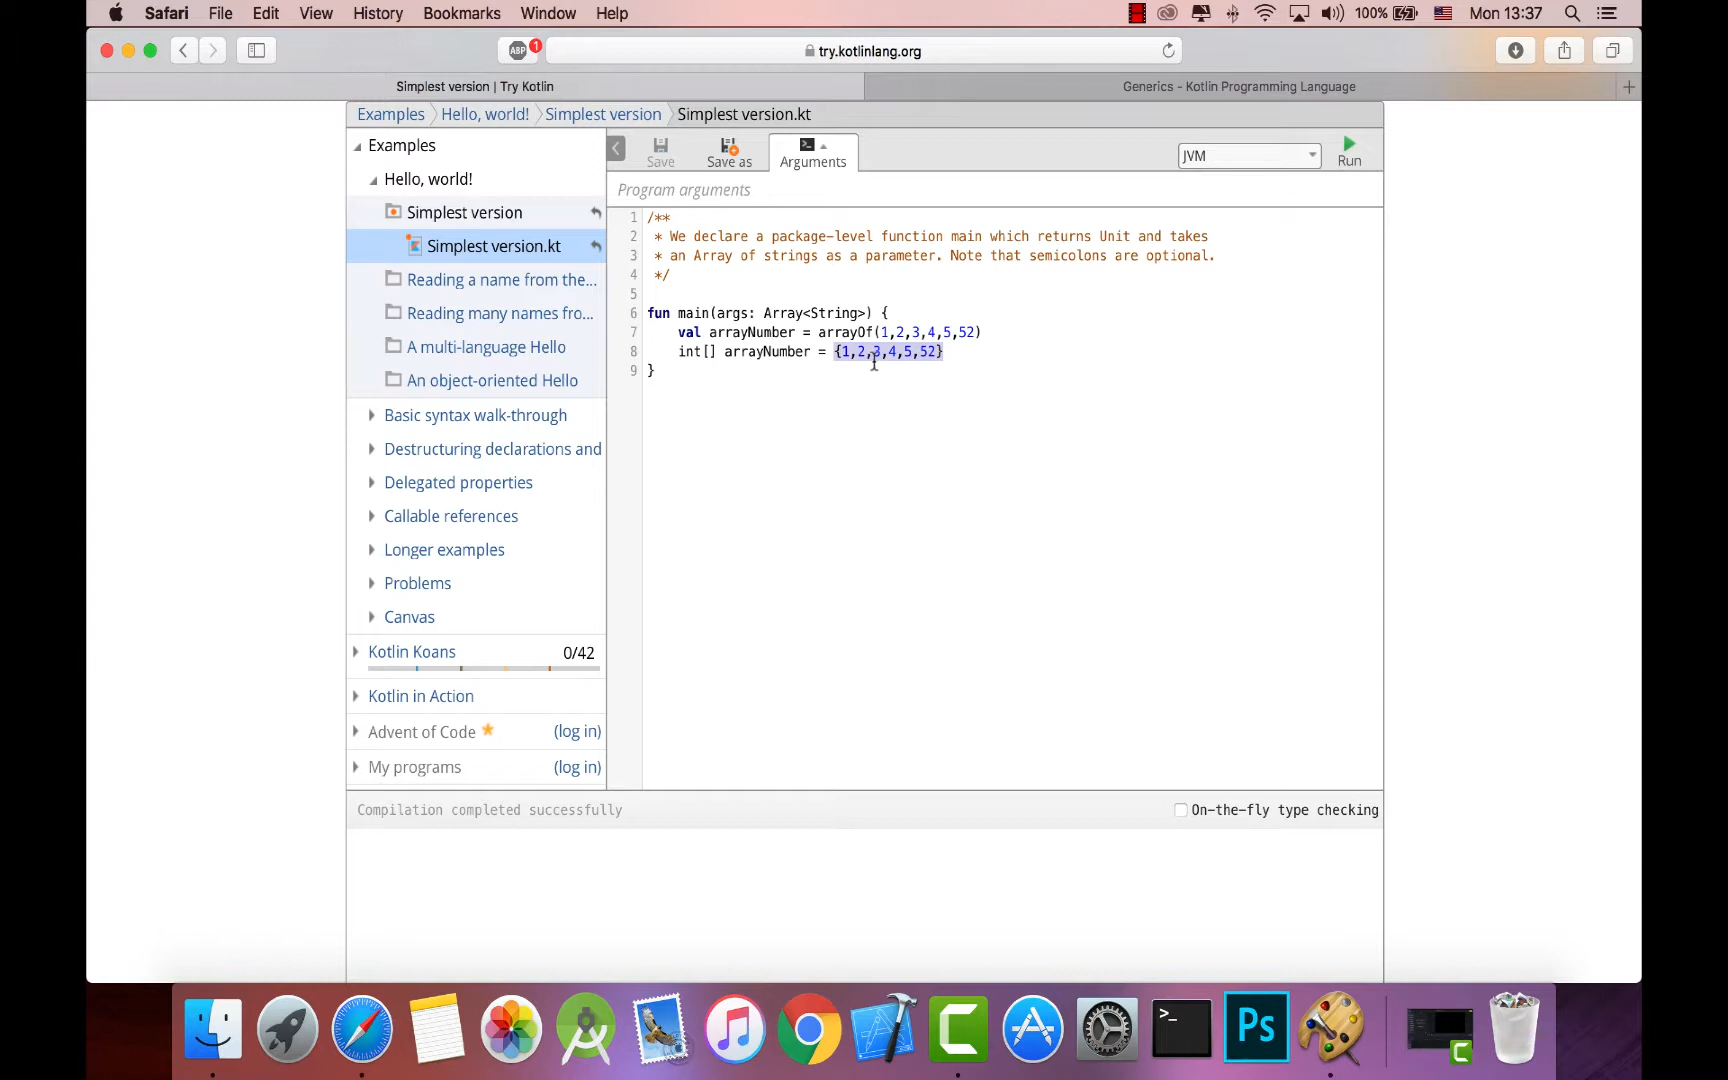 Safari File Edit View History Bookmarks Window Help 100% Mon 13:37
ABP 1 try.kotlinlang.org
Simplest version | Try Kotlin Generics - Kotlin Programming Language +
Examples Hello, world! Simplest version Simplest version.kt
Examples
Hello, world!
Simplest version
Simplest version.kt
Reading a name from the...
Reading many names fro...
A multi-language Hello
An object-oriented Hello
Basic syntax walk-through
Destructuring declarations and
Delegated properties
Callable references
Longer examples
Problems
Canvas
Kotlin Koans 0/42
Kotlin in Action
Advent of Code (log in)
My programs (log in)
Save Save as Arguments JVM Run
Program arguments
1 /**
2 * We declare a package-level function main which returns Unit and takes
3 * an Array of strings as a parameter. Note that semicolons are optional.
4 */
5
6 fun main(args: Array<String>) {
7 val arrayNumber = arrayOf(1,2,3,4,5,52)
8 int[] arrayNumber = {1,2,3,4,5,52}
9 }
Compilation completed successfully On-the-fly type checking
>_ Ps